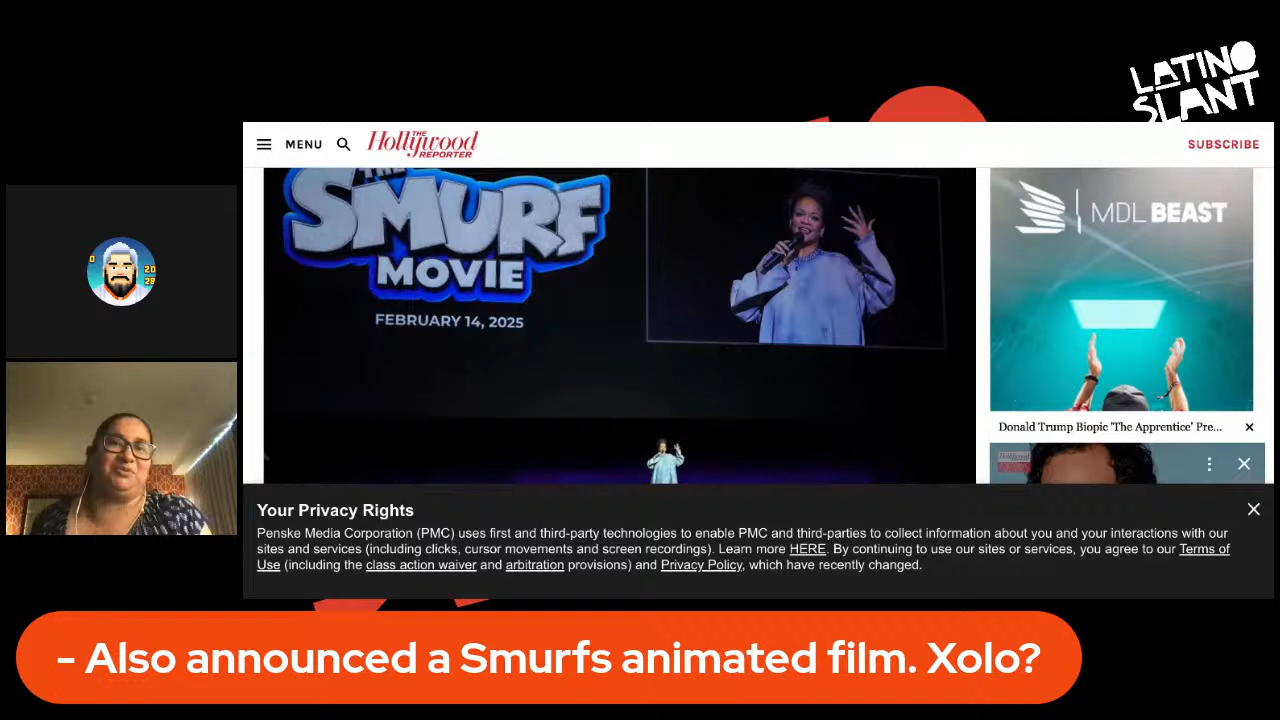 LATINO
SLANT
MENU
THE
Hollywood
REPORTER
SUBSCRIBE
THE
SMURF
MOVIE
FEBRUARY 14, 2025
MDL BEAST
0
20
29
Donald Trump Biopic 'The Apprentice' Pre...
Your Privacy Rights
Penske Media Corporation (PMC) uses first and third-party technologies to enable PMC and third-parties to collect information about you and your interactions with our
sites and services (including clicks, cursor movements and screen recordings). Learn more HERE. By continuing to use our sites or services, you agree to our Terms of
Use (including the class action waiver and arbitration provisions) and Privacy Policy, which have recently changed.
- Also announced a Smurfs animated film. Xolo?